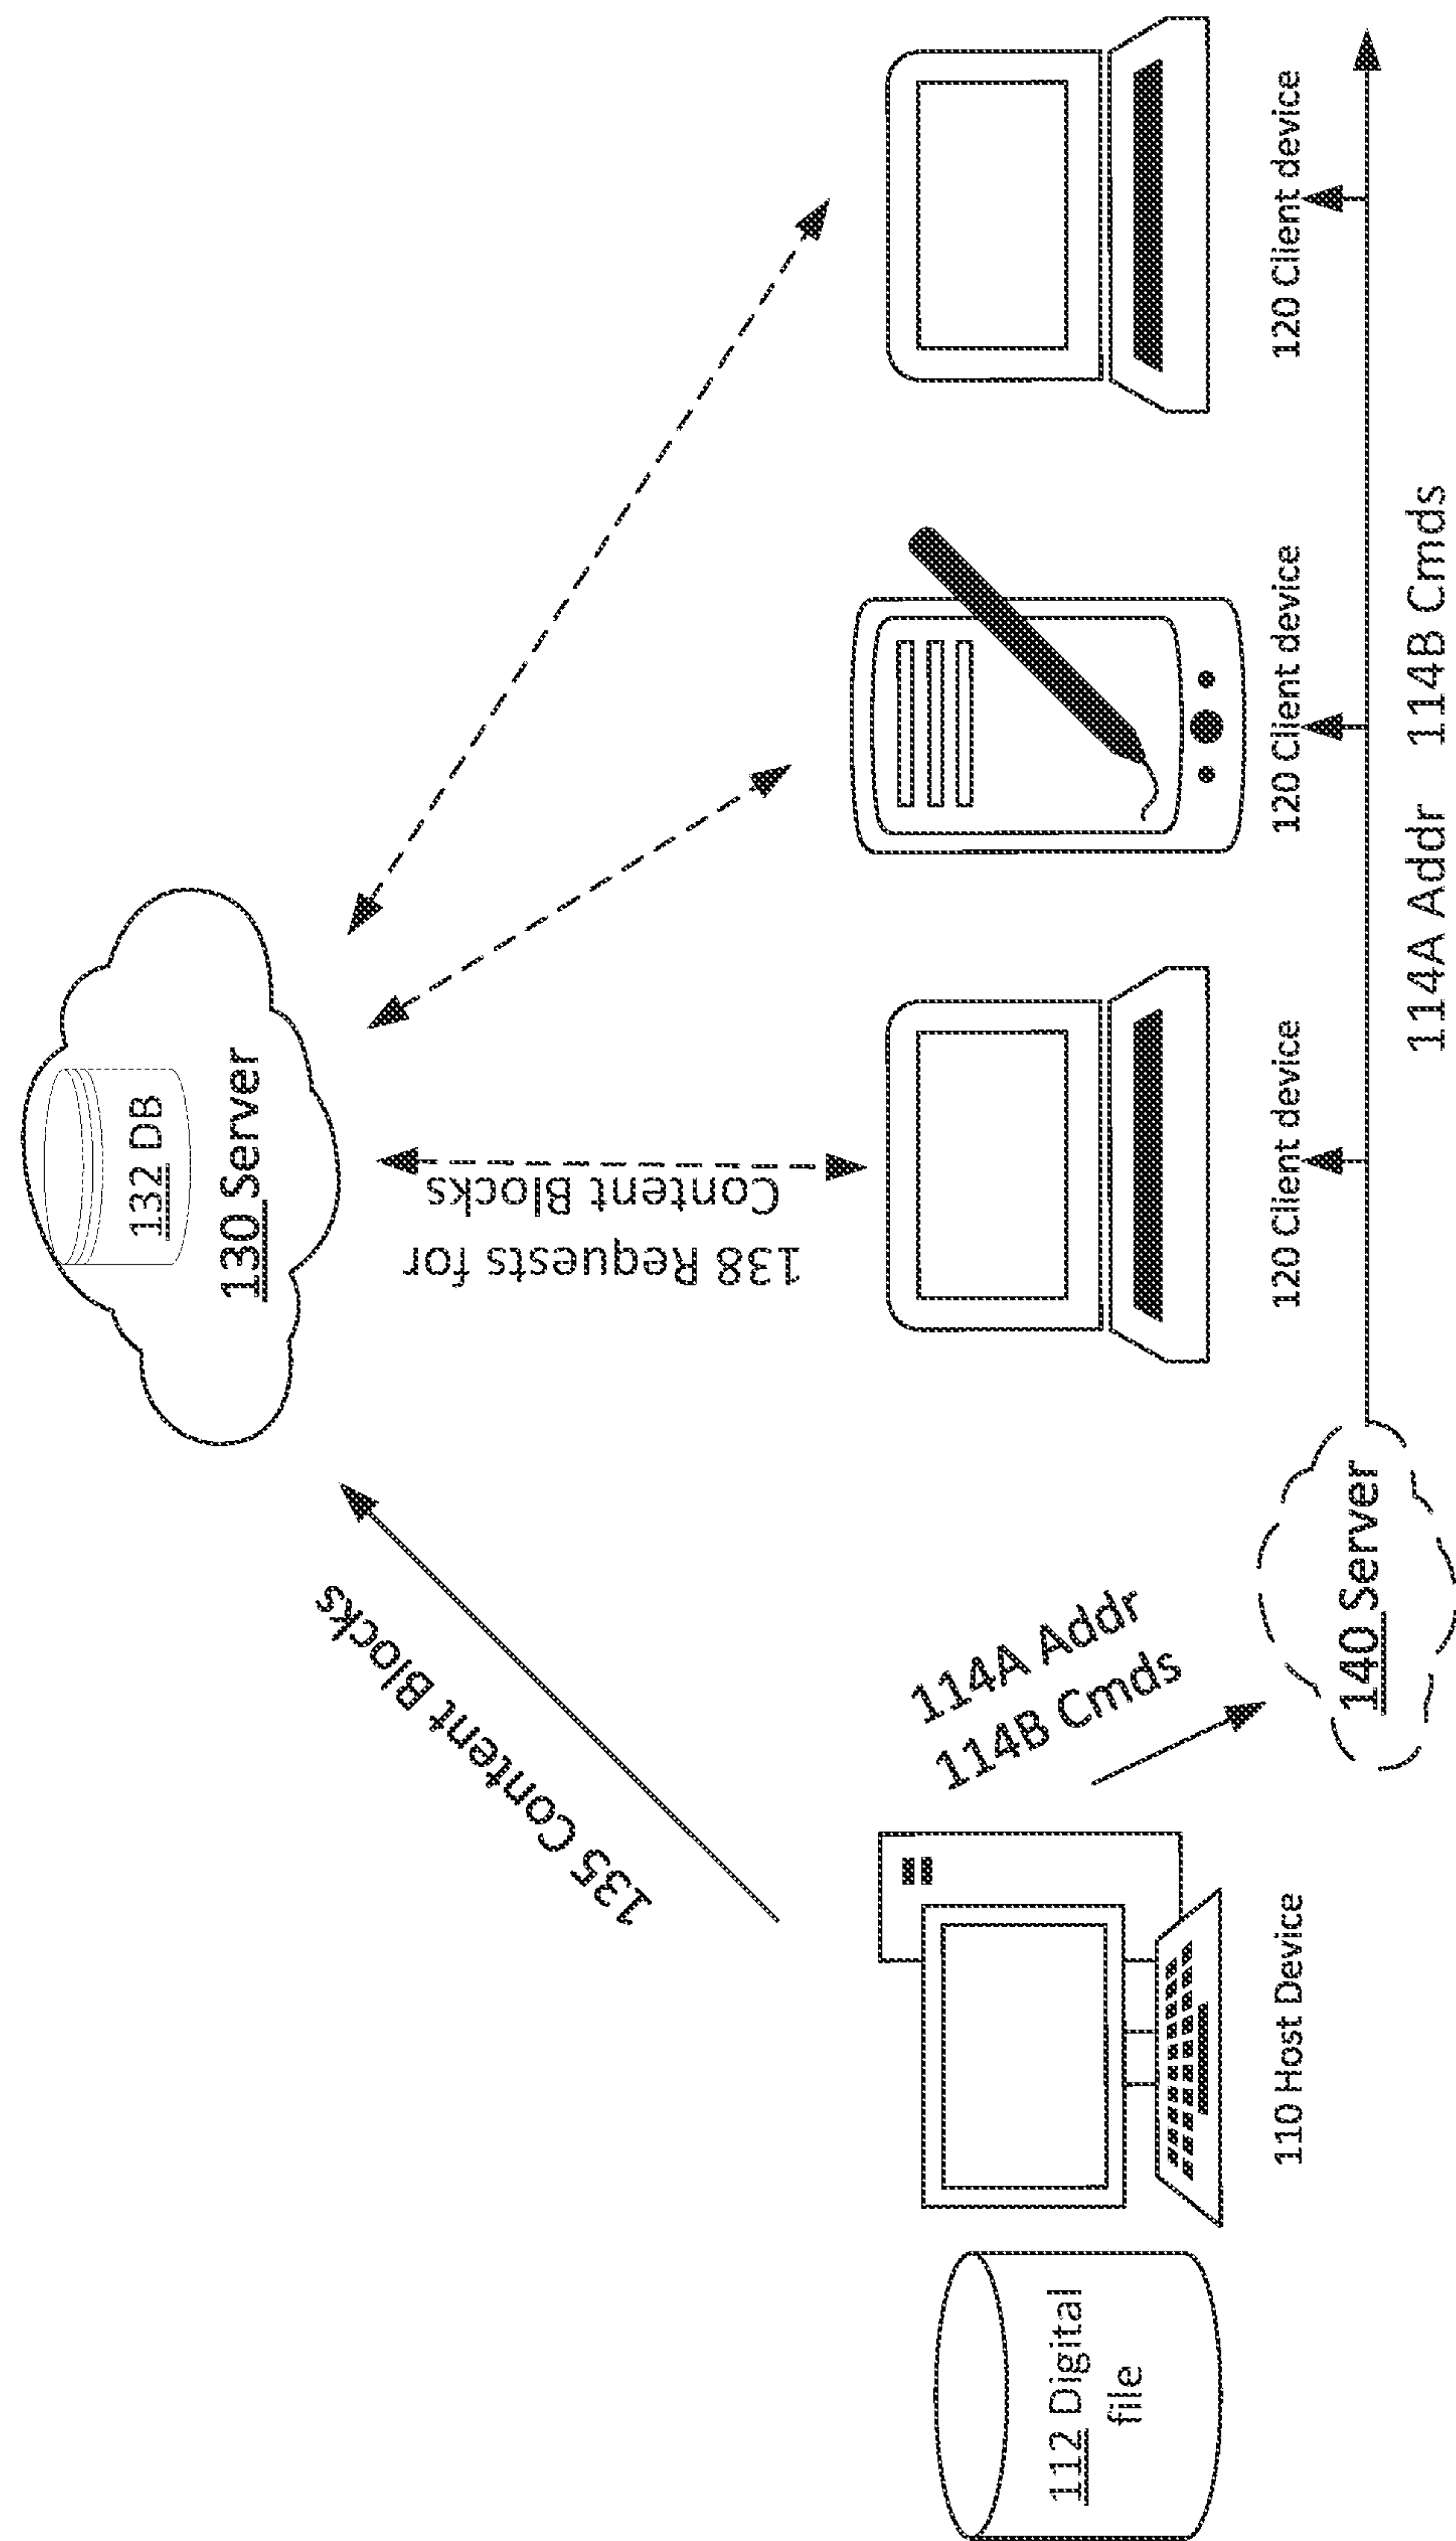 132 DB
130 Server
135 Content Blocks
138 Requests for
Content Blocks
112 Digital
file
110 Host Device
114A Addr
114B Cmds
140 Server
120 Client device
120 Client device
120 Client device
114A Addr 114B Cmds